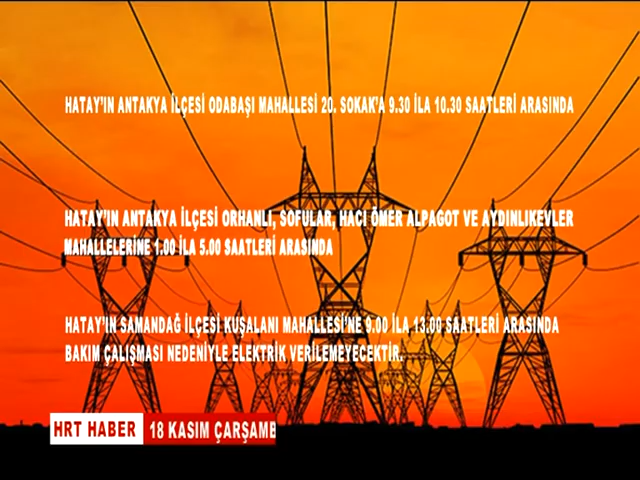 HATAY'IN ANTAKYA İLÇESİ ODABAŞI MAHALLESİ 20. SOKAK'A 9.30 İLA 10.30 SAATLERİ ARASINDA
HATAY'IN ANTAKYA İLÇESİ ORHANLI, SOFULAR, HACI ÖMER ALPAGOT VE AYDINLIKEVLER
MAHALLELERİNE 1.00 İLA 5.00 SAATLERİ ARASINDA
HATAY'IN SAMANDAĞ İLÇESİ KUŞALANI MAHALLESİ'NE 9.00 İLA 13.00 SAATLERİ ARASINDA
BAKIM ÇALIŞMASI NEDENİYLE ELEKTRİK VERİLEMEYECEKTİR.
HRT HABER 18 KASIM ÇARŞAMB